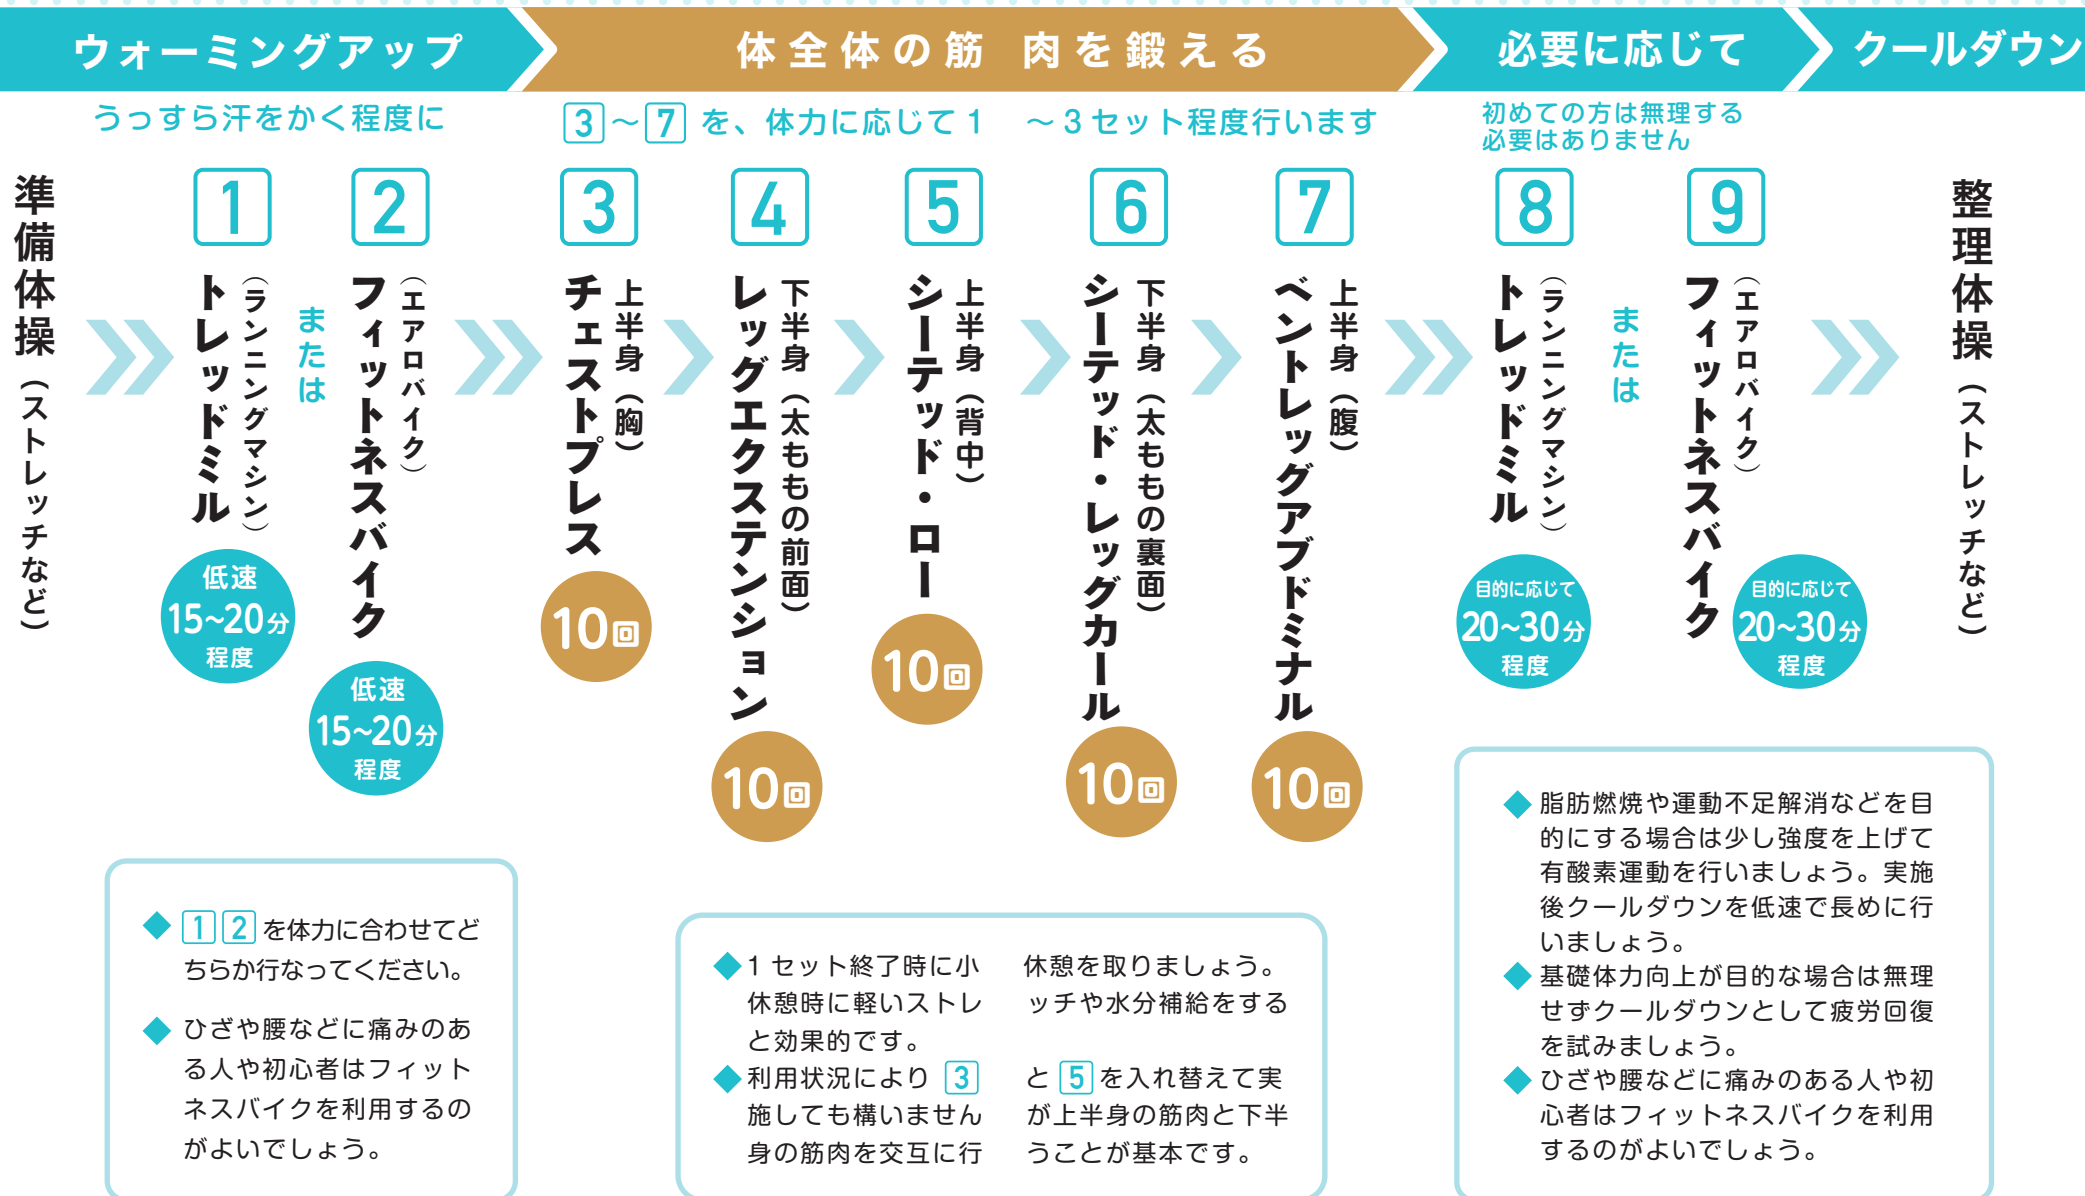 ウォーミングアップ
体全体の筋肉を鍛える
必要に応じて
クールダウン
うっすら汗をかく程度に
3～7 を、体力に応じて 1 ～ 3 セット程度行います
初めての方は無理する
必要はありません
準備体操（ストレッチなど）
1
（ランニングマシン）
トレッドミル
低速
15~20分
程度
または
2
（エアロバイク）
フィットネスバイク
低速
15~20分
程度
3
上半身（胸）
チェストプレス
10回
4
下半身（太ももの前面）
レッグエクステンション
10回
5
上半身（背中）
シーテッド・ロー
10回
6
下半身（太ももの裏面）
シーテッド・レッグカール
10回
7
上半身（腹）
ベントレッグアブドミナル
10回
8
（ランニングマシン）
トレッドミル
目的に応じて
20~30分
程度
または
9
（エアロバイク）
フィットネスバイク
目的に応じて
20~30分
程度
整理体操（ストレッチなど）
◆ 1 2 を体力に合わせてど
ちらか行なってください。
◆ ひざや腰などに痛みのあ
る人や初心者はフィット
ネスバイクを利用するの
がよいでしょう。
◆ 1 セット終了時に小休憩を取りましょう。
休憩時に軽いストレッチや水分補給をする
と効果的です。
◆ 利用状況により 3 と 5 を入れ替えて実
施しても構いませんが上半身の筋肉と下半
身の筋肉を交互に行うことが基本です。
◆ 脂肪燃焼や運動不足解消などを目
的にする場合は少し強度を上げて
有酸素運動を行いましょう。実施
後クールダウンを低速で長めに行
いましょう。
◆ 基礎体力向上が目的な場合は無理
せずクールダウンとして疲労回復
を試みましょう。
◆ ひざや腰などに痛みのある人や初
心者はフィットネスバイクを利用
するのがよいでしょう。